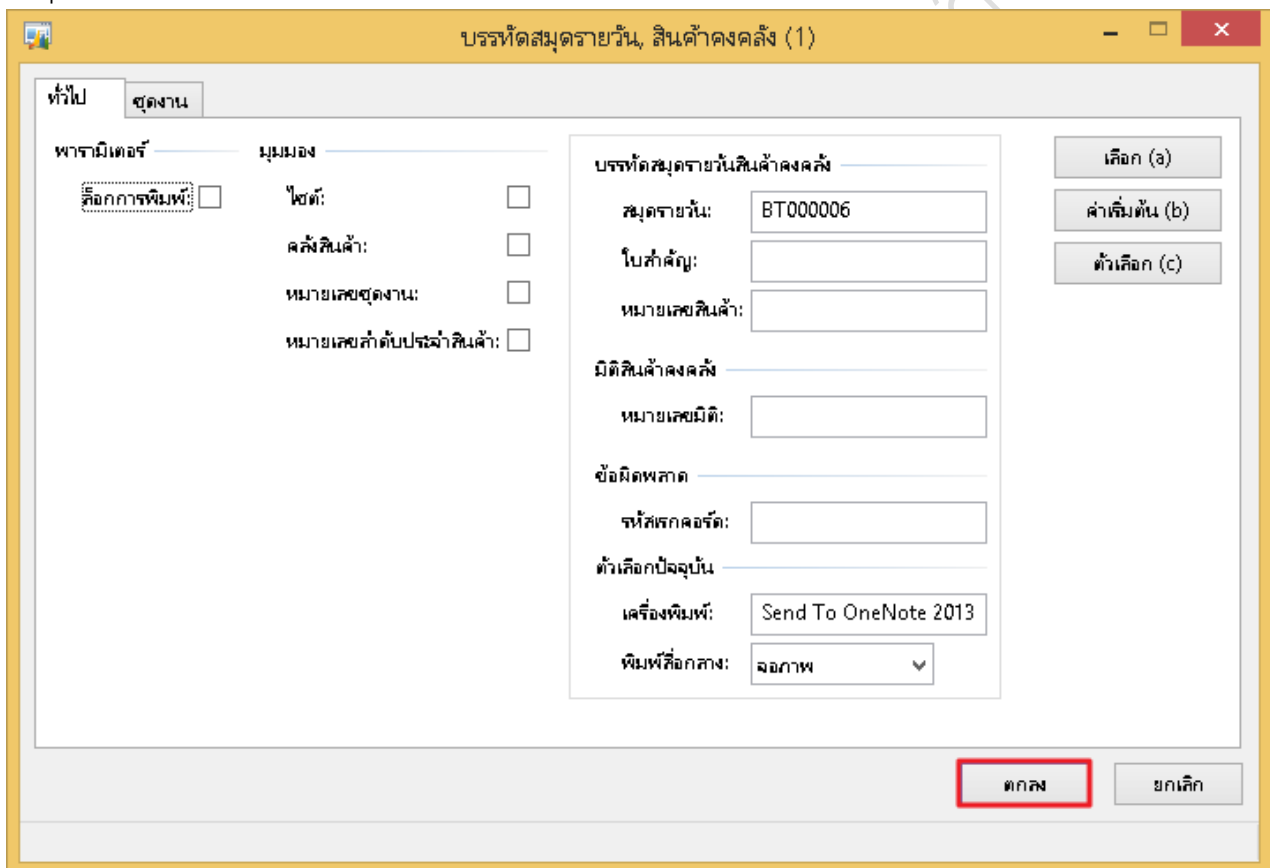 บรรทัดสมุดรายวัน, สินค้าคงคลัง (1)
ทั่วไป
ชุดงาน
พารามิเตอร์
ล็อกการพิมพ์:
มุมมอง
ไซต์:
คลังสินค้า:
หมายเลขชุดงาน:
หมายเลขลำดับประจำสินค้า:
บรรทัดสมุดรายวันสินค้าคงคลัง
สมุดรายวัน: BT000006
ใบสำคัญ:
หมายเลขสินค้า:
มิติสินค้าคงคลัง
หมายเลขมิติ:
ข้อผิดพลาด
รหัสเรกคอร์ด:
ตัวเลือกปัจจุบัน
เครื่องพิมพ์: Send To OneNote 2013
พิมพ์สื่อกลาง: จอภาพ
เลือก (a)
ค่าเริ่มต้น (b)
ตัวเลือก (c)
ตกลง
ยกเลิก